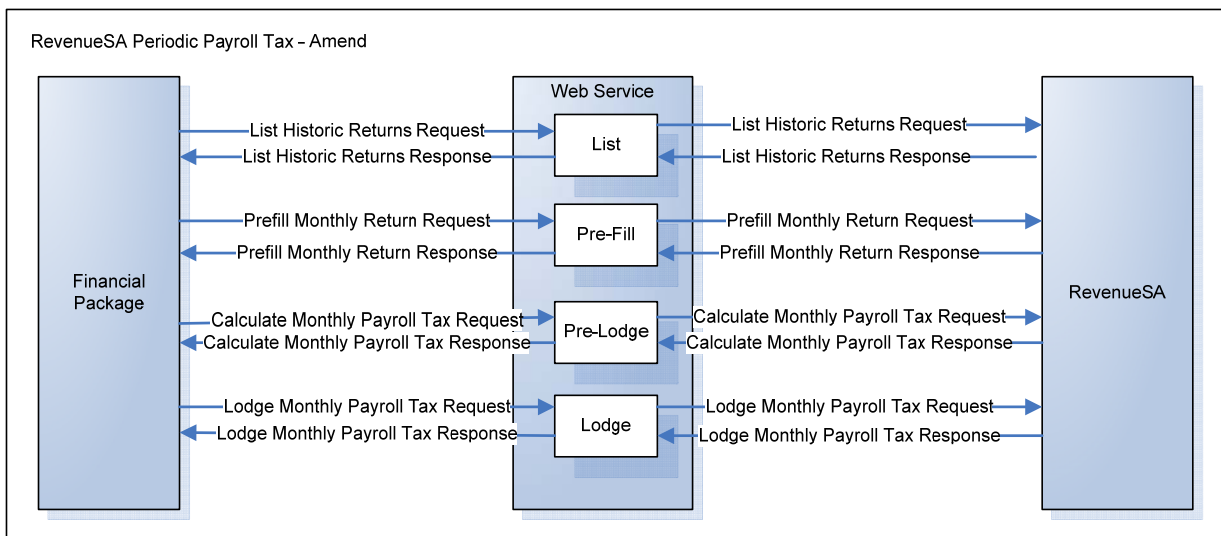 RevenueSA Periodic Payroll Tax – Amend
Web Service
List Historic Returns Request
List
List Historic Returns Request
List Historic Returns Response
List Historic Returns Response
Prefill Monthly Return Request
Pre-Fill
Prefill Monthly Return Request
Prefill Monthly Return Response
Prefill Monthly Return Response
Financial
Package
RevenueSA
Calculate Monthly Payroll Tax Request
Pre-Lodge
Calculate Monthly Payroll Tax Request
Calculate Monthly Payroll Tax Response
Calculate Monthly Payroll Tax Response
Lodge Monthly Payroll Tax Request
Lodge
Lodge Monthly Payroll Tax Request
Lodge Monthly Payroll Tax Response
Lodge Monthly Payroll Tax Response